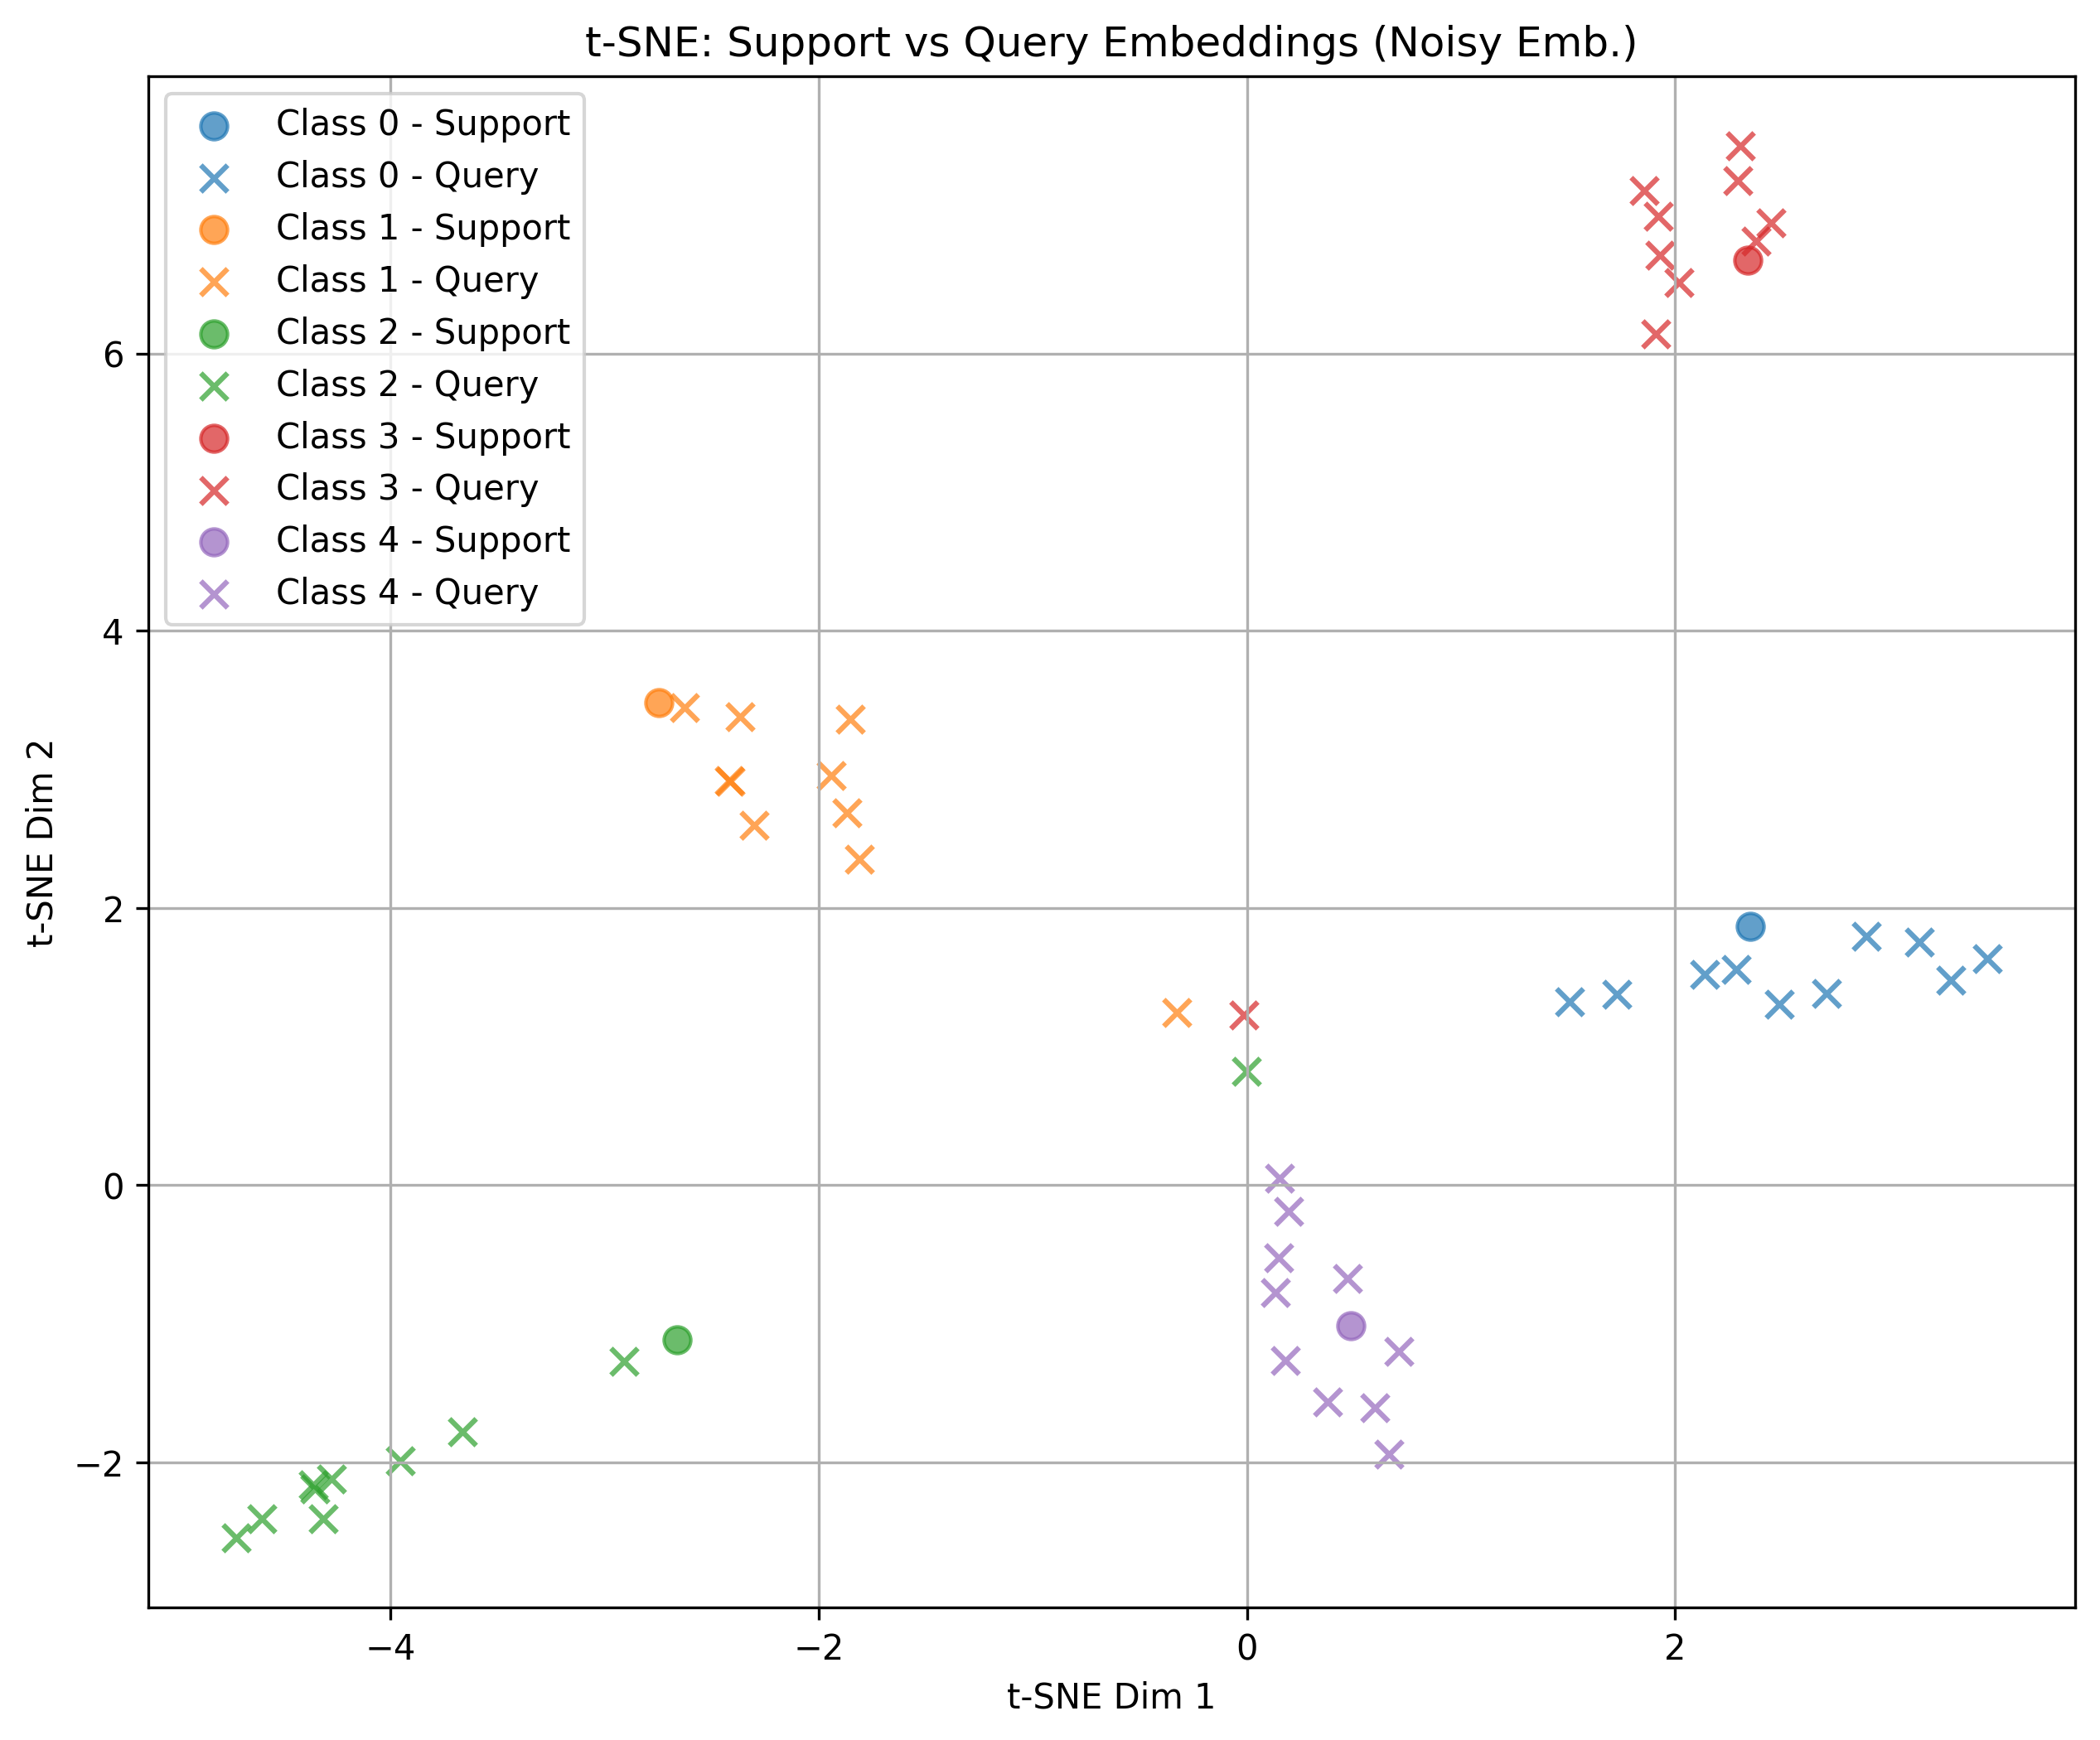 t-SNE: Support vs Query Embeddings (Noisy Emb.)
Class 0 - Support
Class 0 - Query
Class 1 - Support
Class 1 - Query
Class 2 - Support
Class 2 - Query
Class 3 - Support
Class 3 - Query
Class 4 - Support
Class 4 - Query
6
4
2
0
−2
t-SNE Dim 2
−4
−2
0
2
t-SNE Dim 1